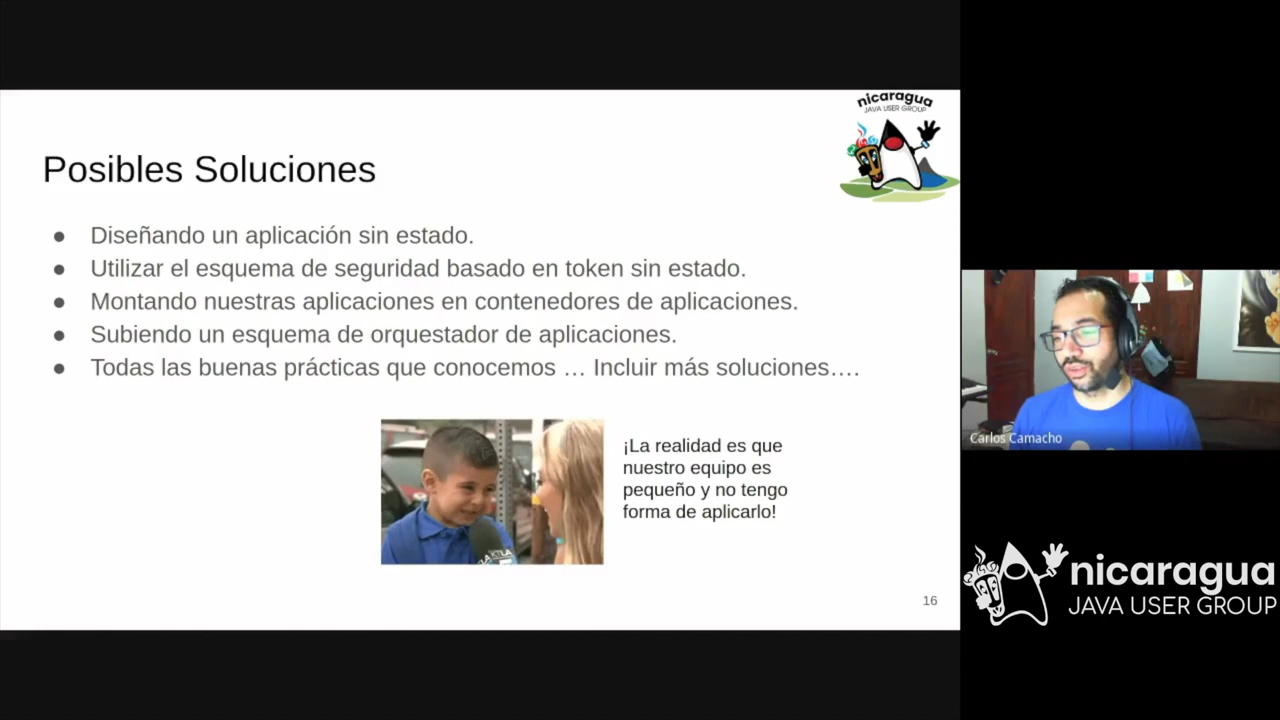 nicaragua
JAVA USER GROUP
Posibles Soluciones
● Diseñando un aplicación sin estado.
● Utilizar el esquema de seguridad basado en token sin estado.
● Montando nuestras aplicaciones en contenedores de aplicaciones.
● Subiendo un esquema de orquestador de aplicaciones.
● Todas las buenas prácticas que conocemos … Incluir más soluciones….
¡La realidad es que
nuestro equipo es
pequeño y no tengo
forma de aplicarlo!
KTLA
16
Carlos Camacho
nicaragua
JAVA USER GROUP